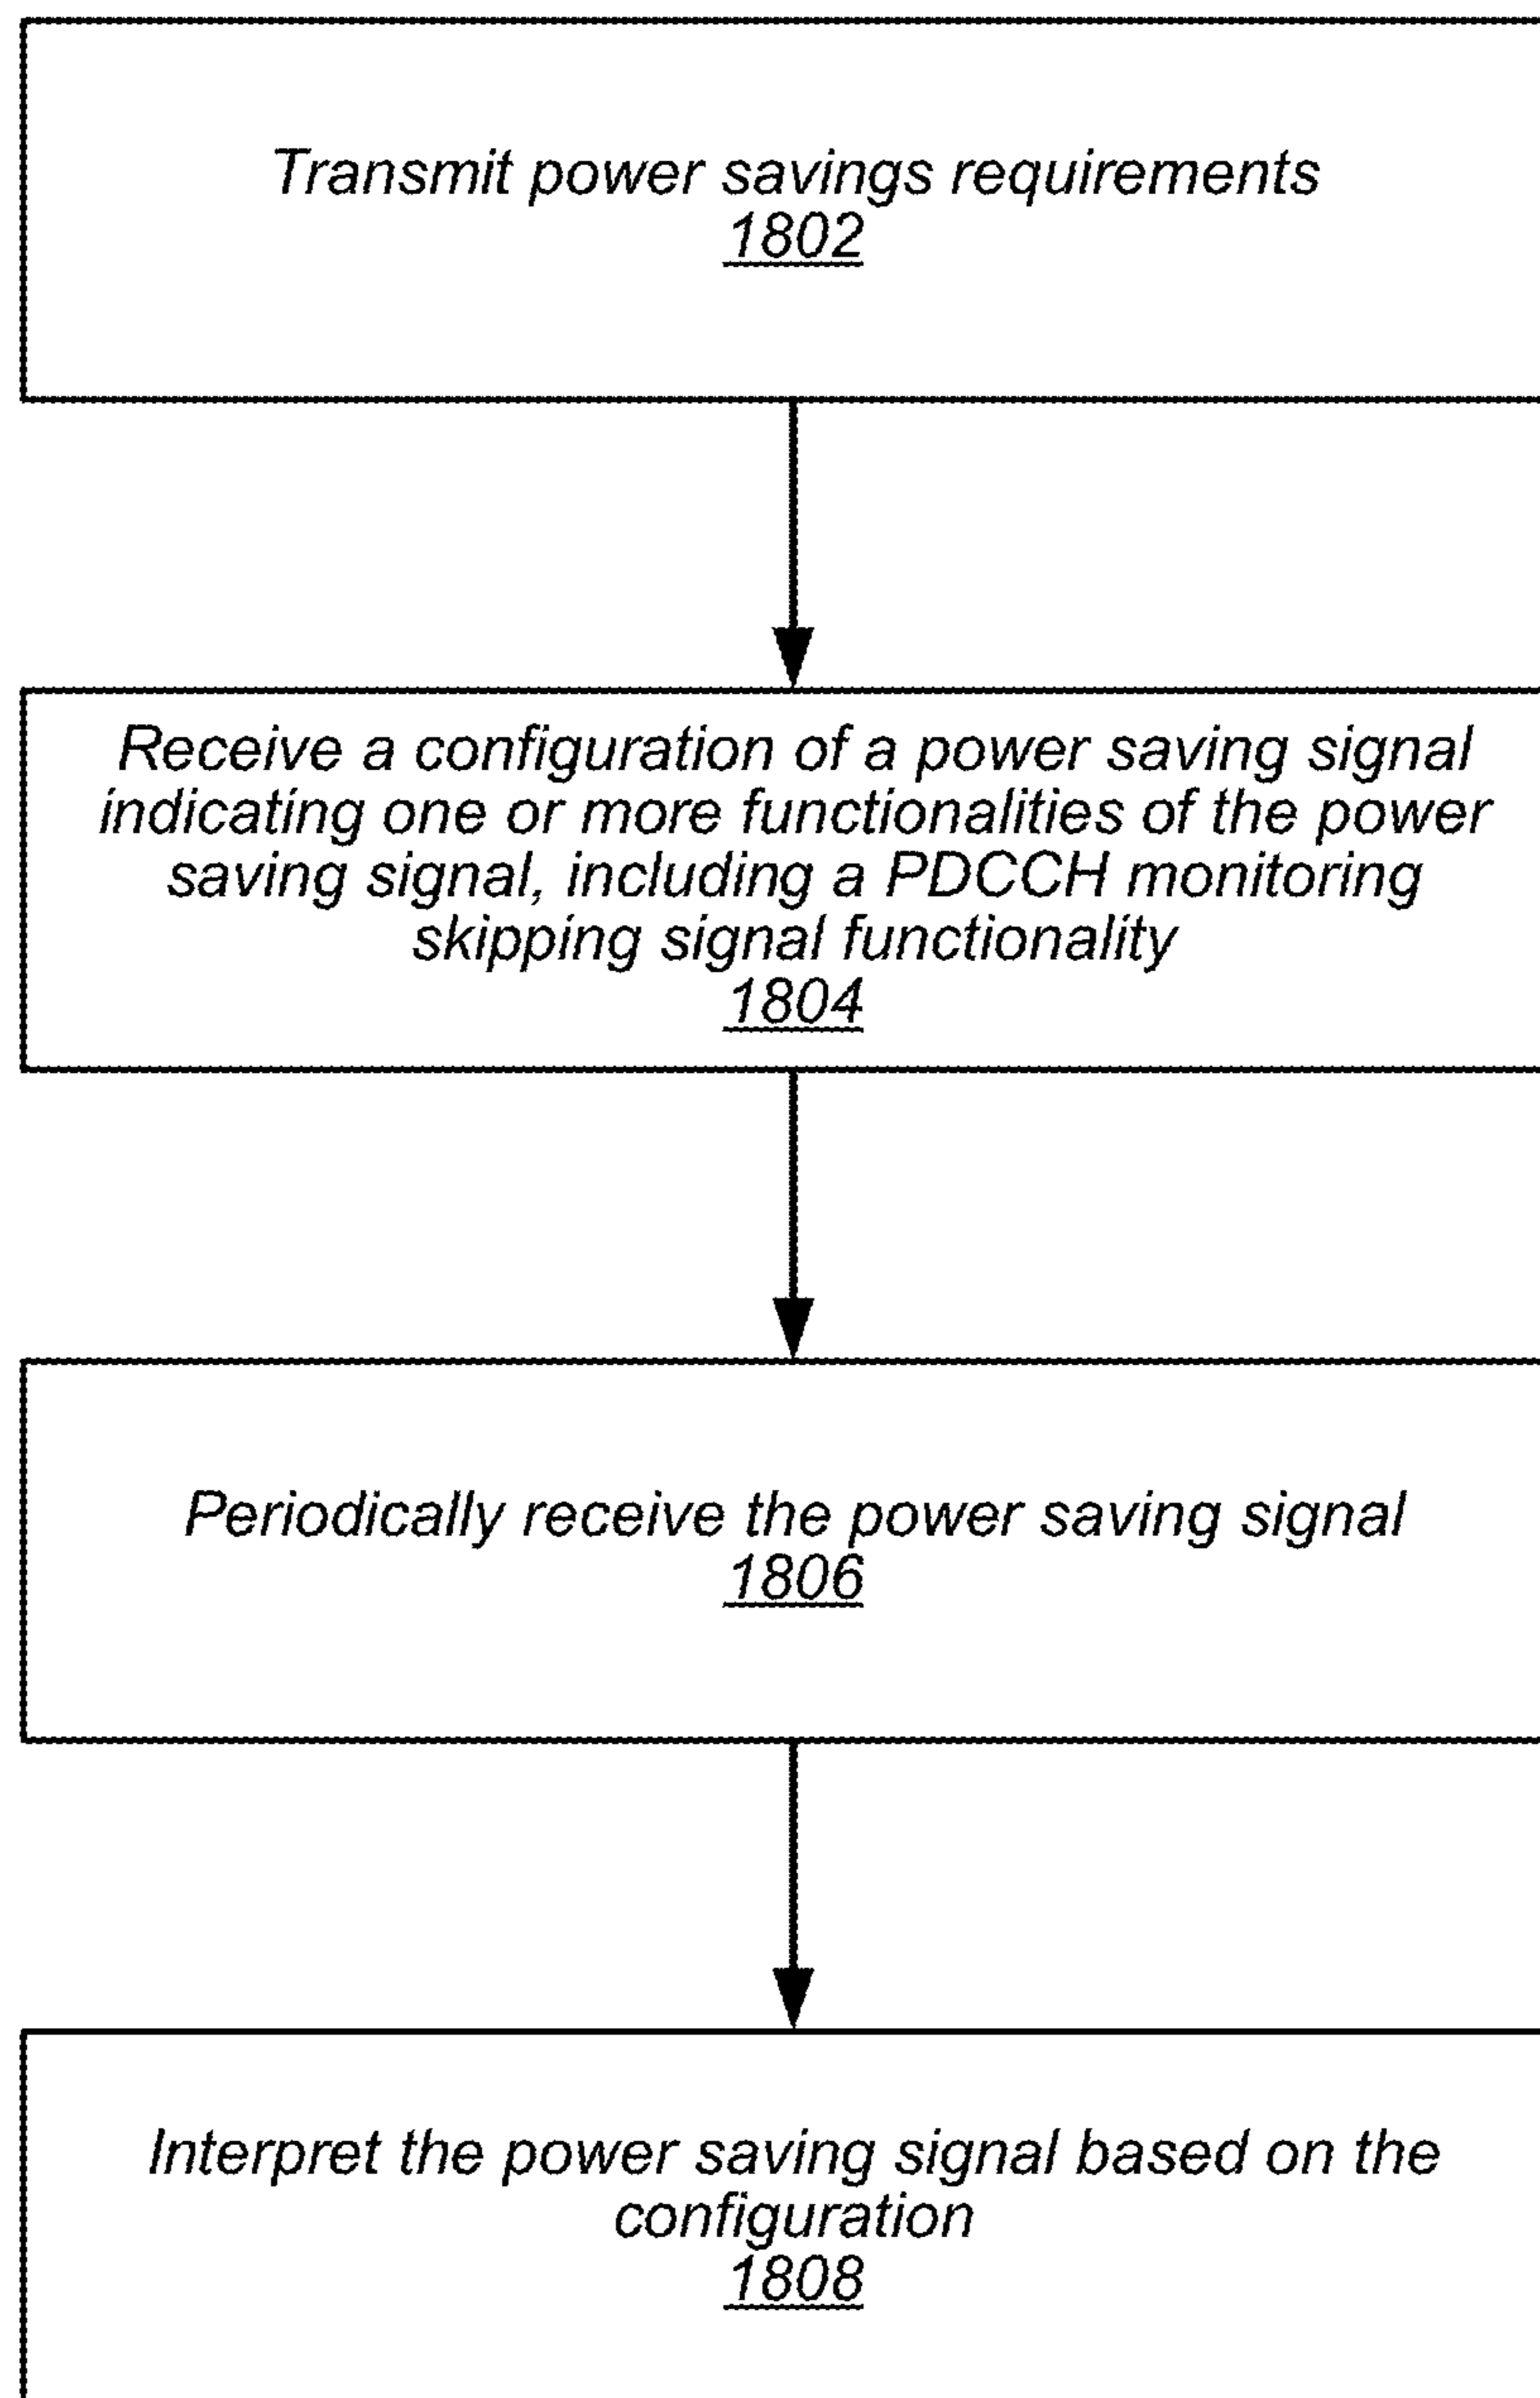 Transmit power savings requirements
1802
Receive a configuration of a power saving signal
indicating one or more functionalities of the power
saving signal, including a PDCCH monitoring
skipping signal functionality
1804
Periodically receive the power saving signal
1806
Interpret the power saving signal based on the
configuration
1808